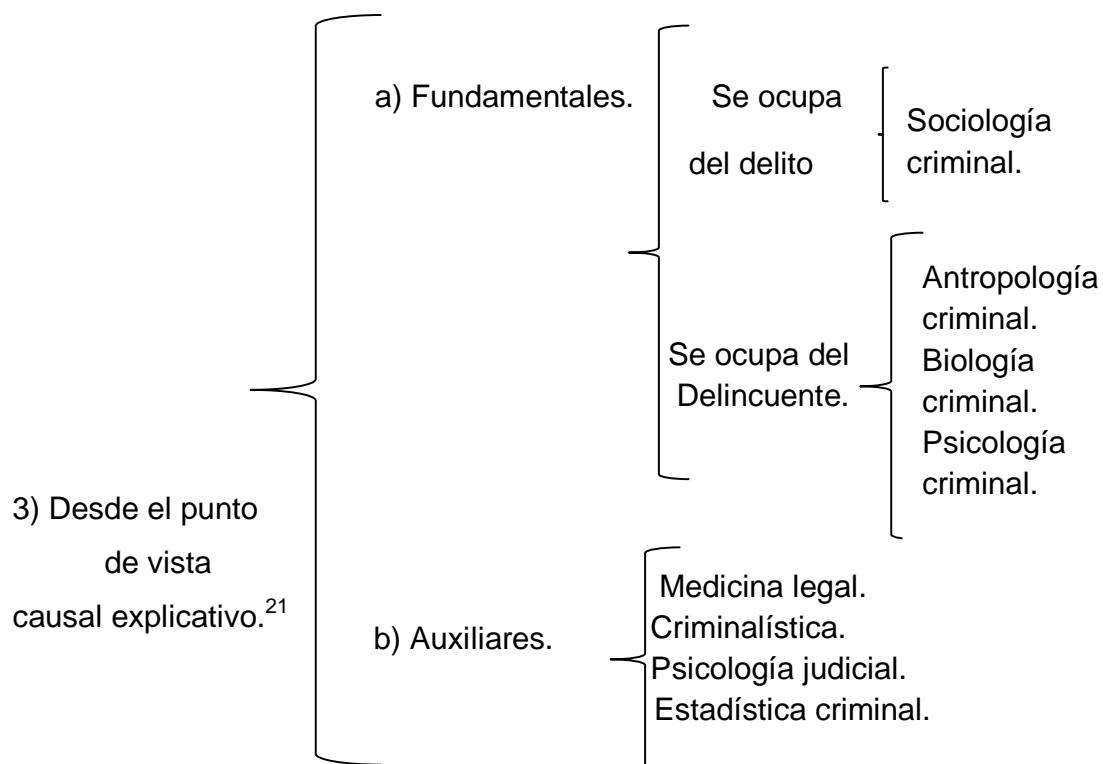 3) Desde el punto
de vista
causal explicativo.21
a) Fundamentales.
Se ocupa
del delito
Sociología
criminal.
Se ocupa del
Delincuente.
Antropología
criminal.
Biología
criminal.
Psicología
criminal.
b) Auxiliares.
Medicina legal.
Criminalística.
Psicología judicial.
Estadística criminal.